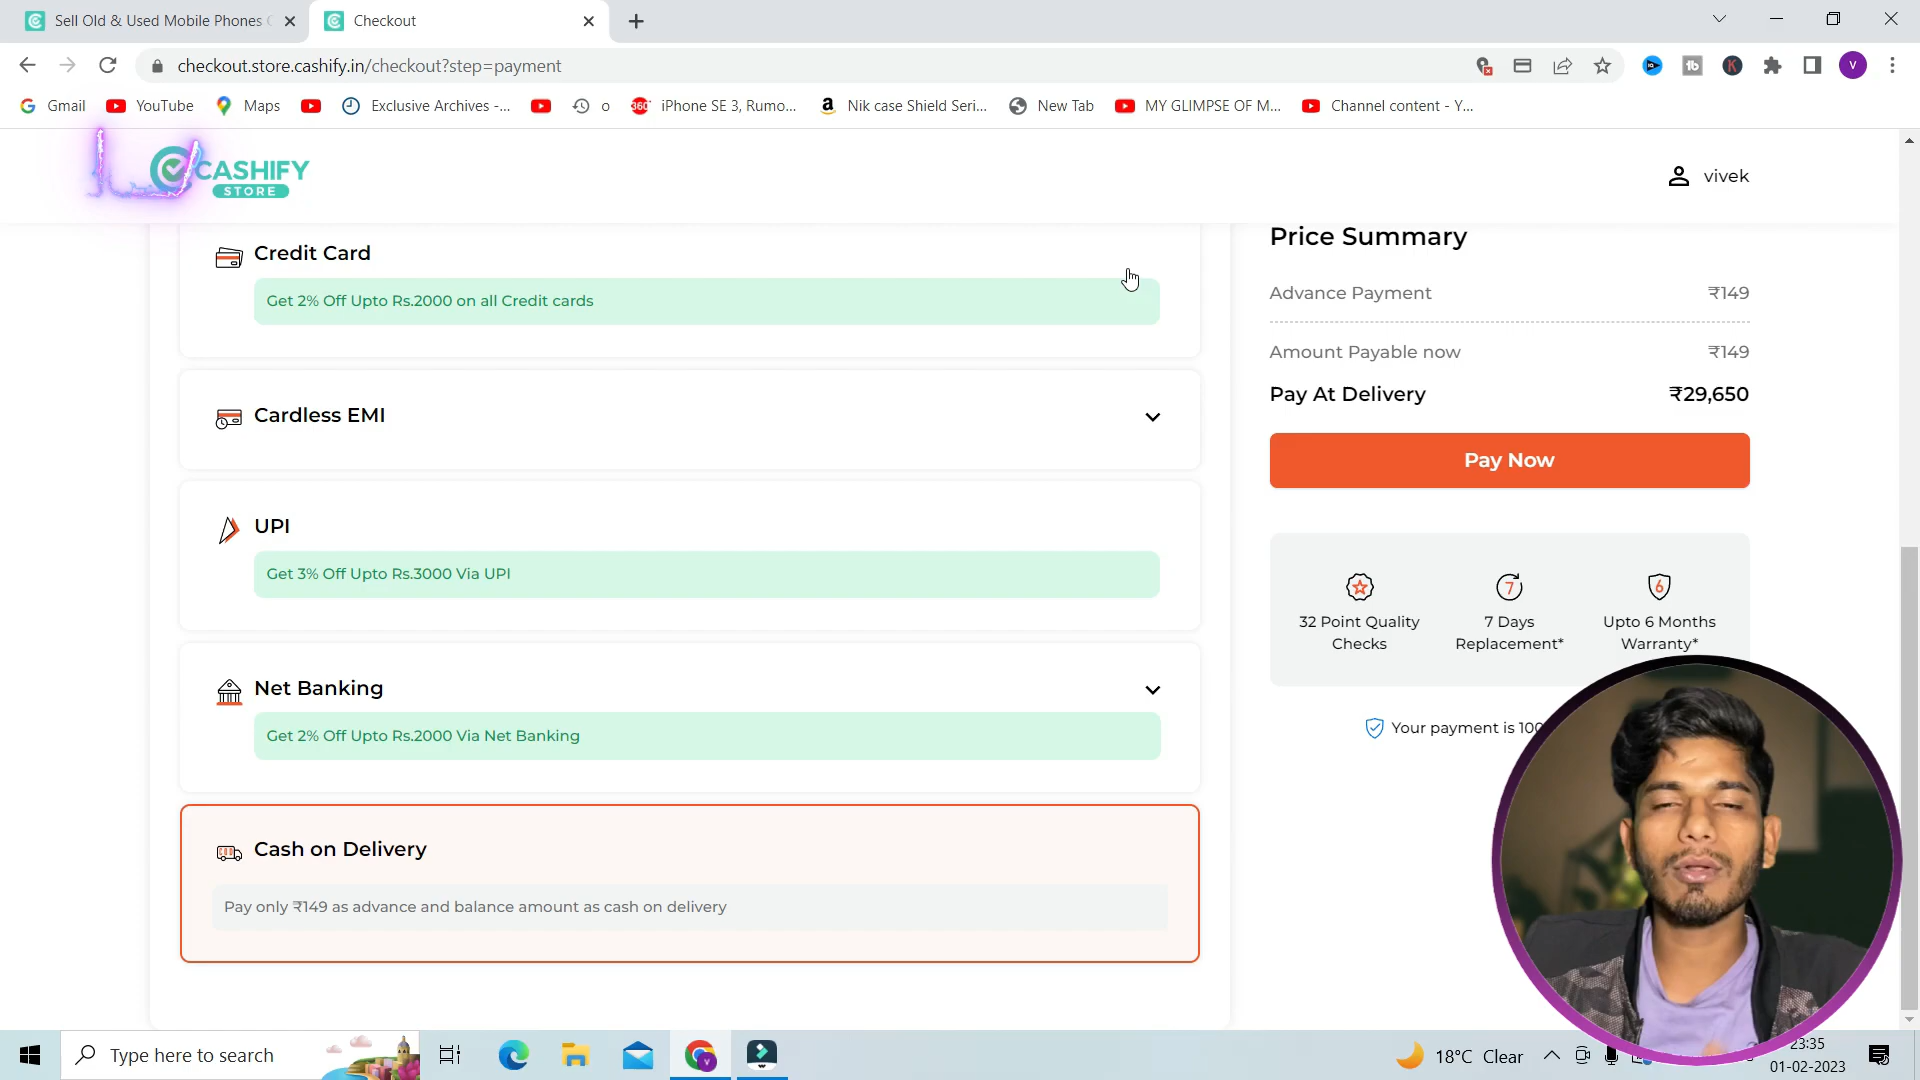 Sell Old & Used Mobile Phones
Checkout
checkout.store.cashify.in/checkout?step=payment
V
Gmail
YouTube
Maps
Exclusive Archives -...
o
iPhone SE 3, Rumo...
Nik case Shield Seri...
New Tab
MY GLIMPSE OF M...
Channel content - Y...
CASHIFY
STORE
vivek
Credit Card
Get 2% Off Upto Rs.2000 on all Credit cards
Cardless EMI
UPI
Get 3% Off Upto Rs.3000 Via UPI
Net Banking
Get 2% Off Upto Rs.2000 Via Net Banking
Cash on Delivery
Pay only ₹149 as advance and balance amount as cash on delivery
Price Summary
Advance Payment ₹149
Amount Payable now ₹149
Pay At Delivery ₹29,650
Pay Now
32 Point Quality
Checks
7
7 Days
Replacement*
6
Upto 6 Months
Warranty*
Your payment is
Type here to search
18°C Clear
23:35
01-02-2023